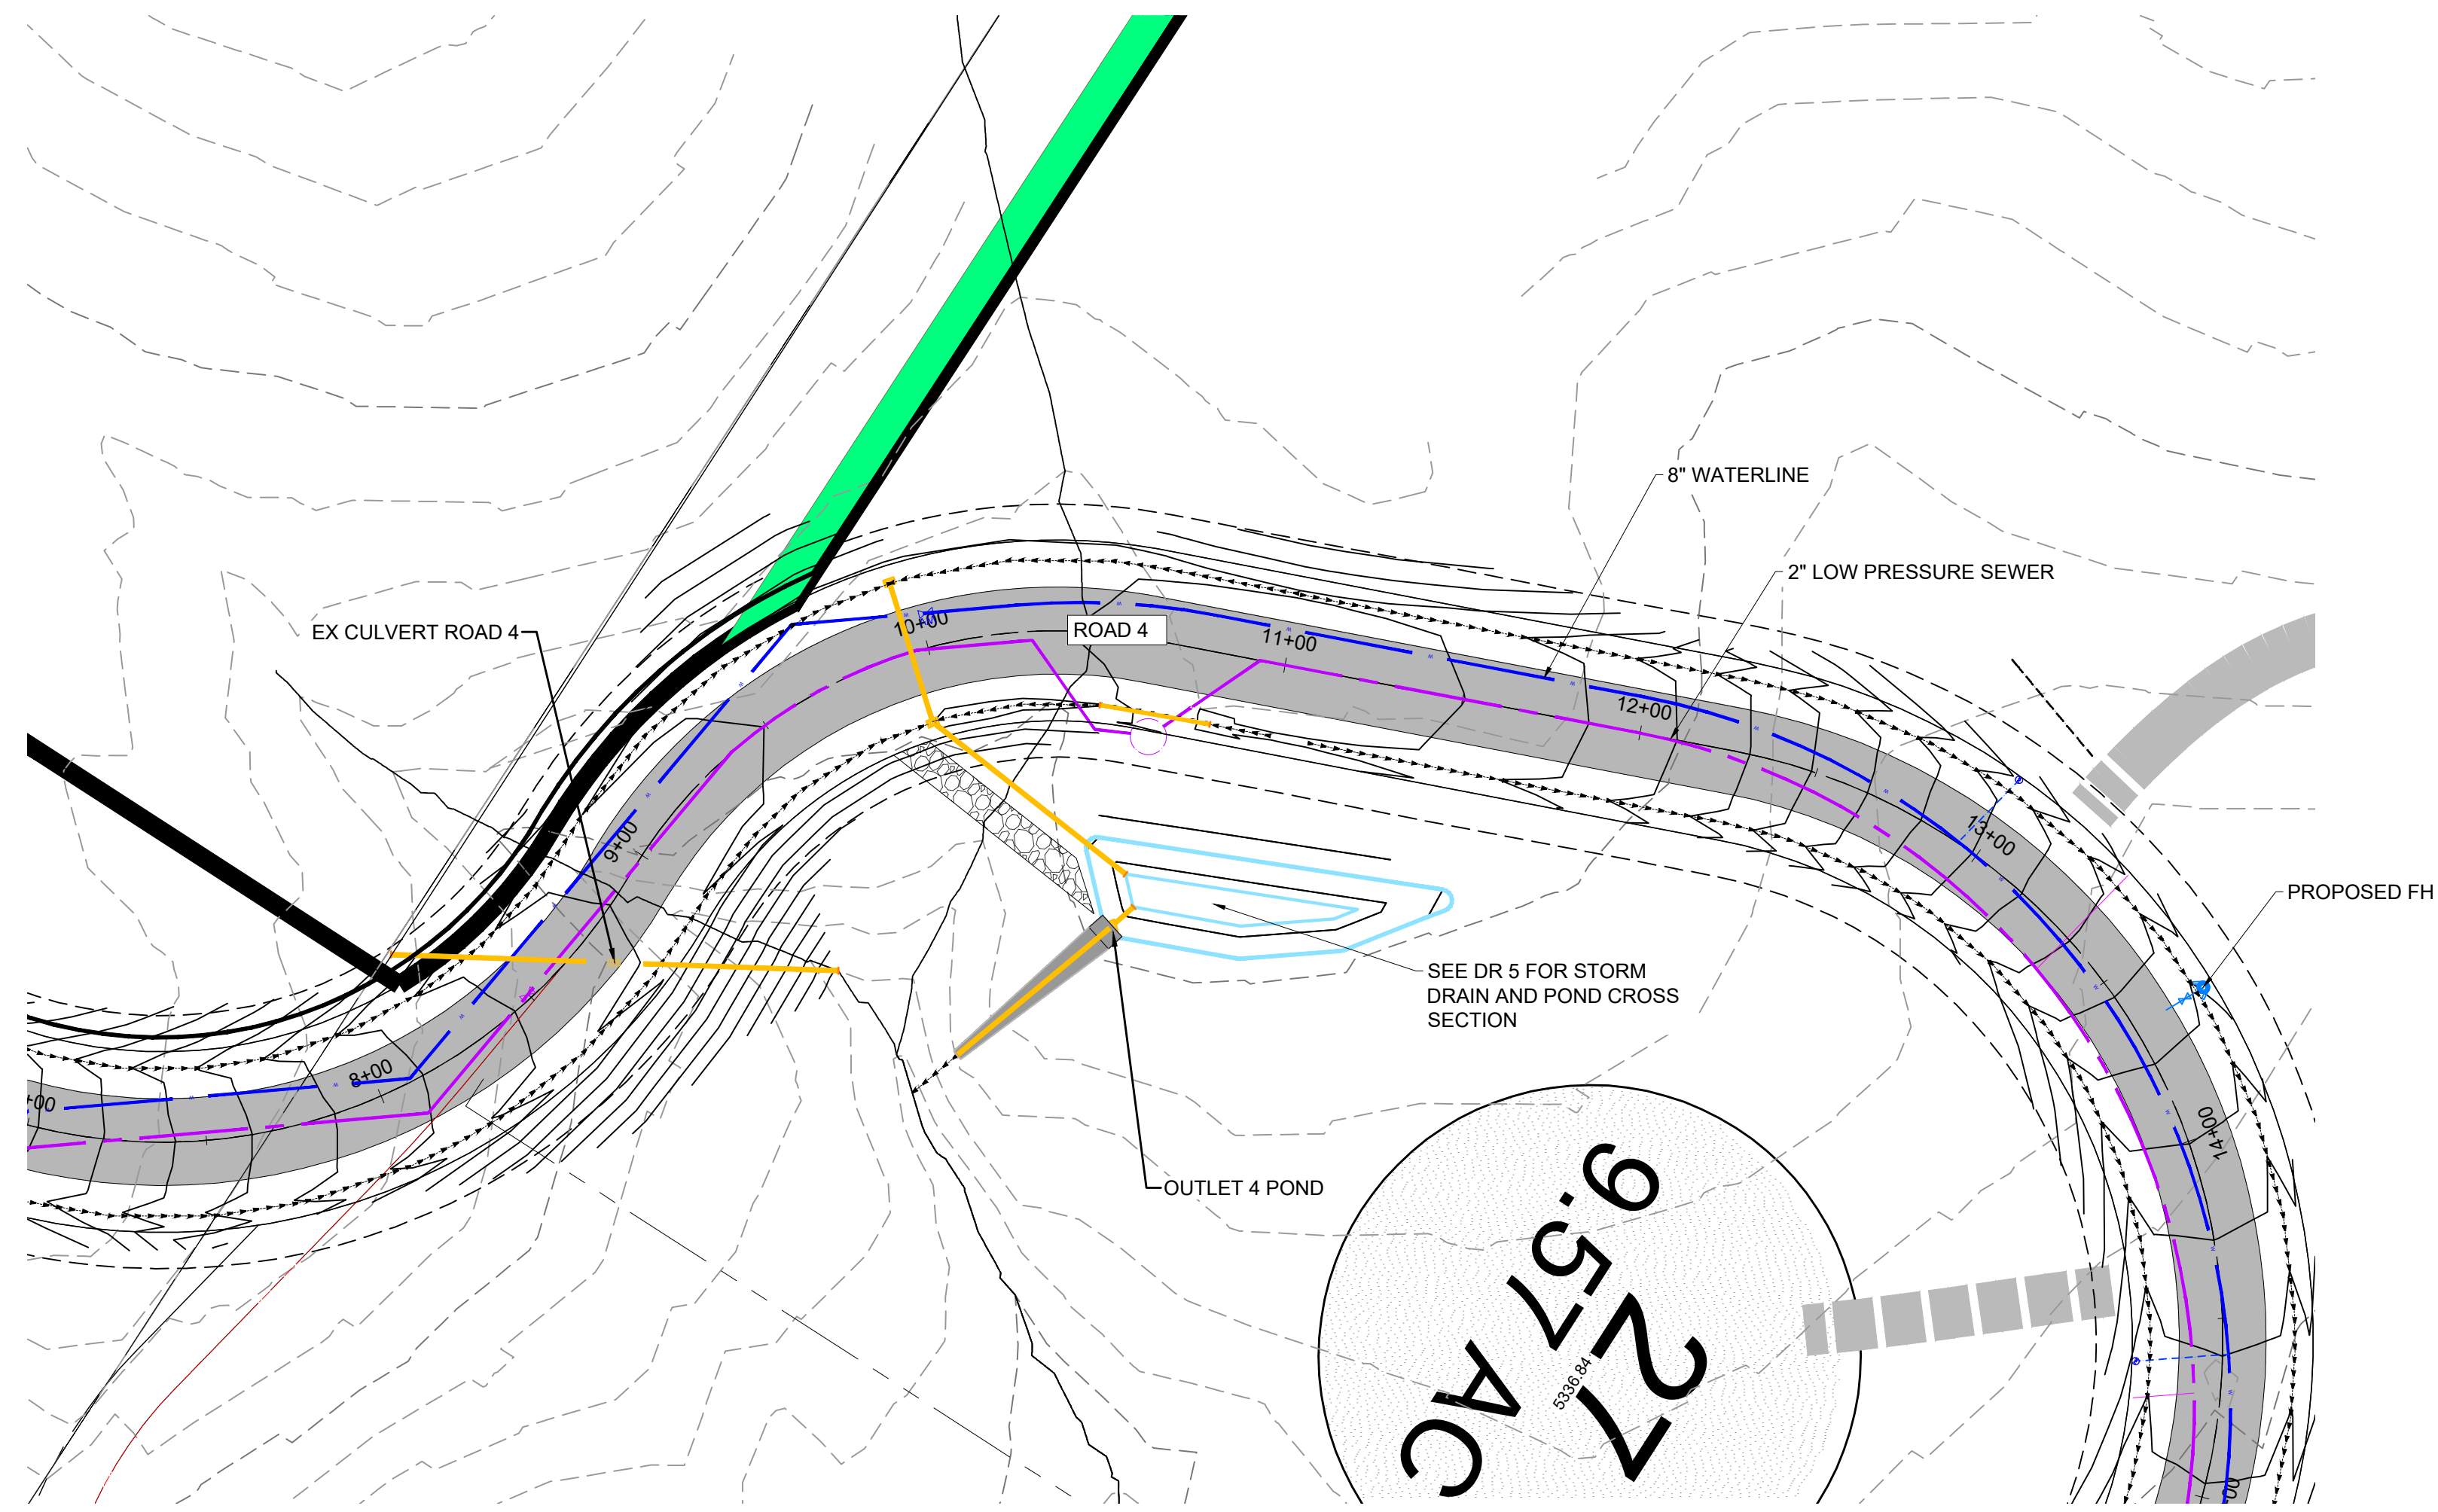 8" WATERLINE
2" LOW PRESSURE SEWER
EX CULVERT ROAD 4
10+00
ROAD 4
11+00
12+00
9+00
13+00
PROPOSED FH
SEE DR 5 FOR STORM
DRAIN AND POND CROSS
SECTION
8+00
+00
14+00
OUTLET 4 POND
27
9.57 AC
5336.84
00